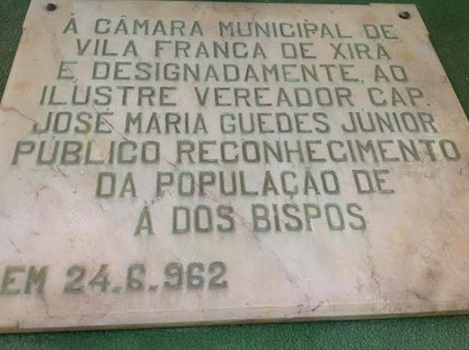 À CÂMARA MUNICIPAL DE
VILA FRANCA DE XIRA
E DESIGNADAMENTE, AO
ILUSTRE VEREADOR CAP.
JOSÉ MARIA GUEDES JÚNIOR
PÚBLICO RECONHECIMENTO
DA POPULAÇÃO DE
À DOS BISPOS
EM 24.6.962